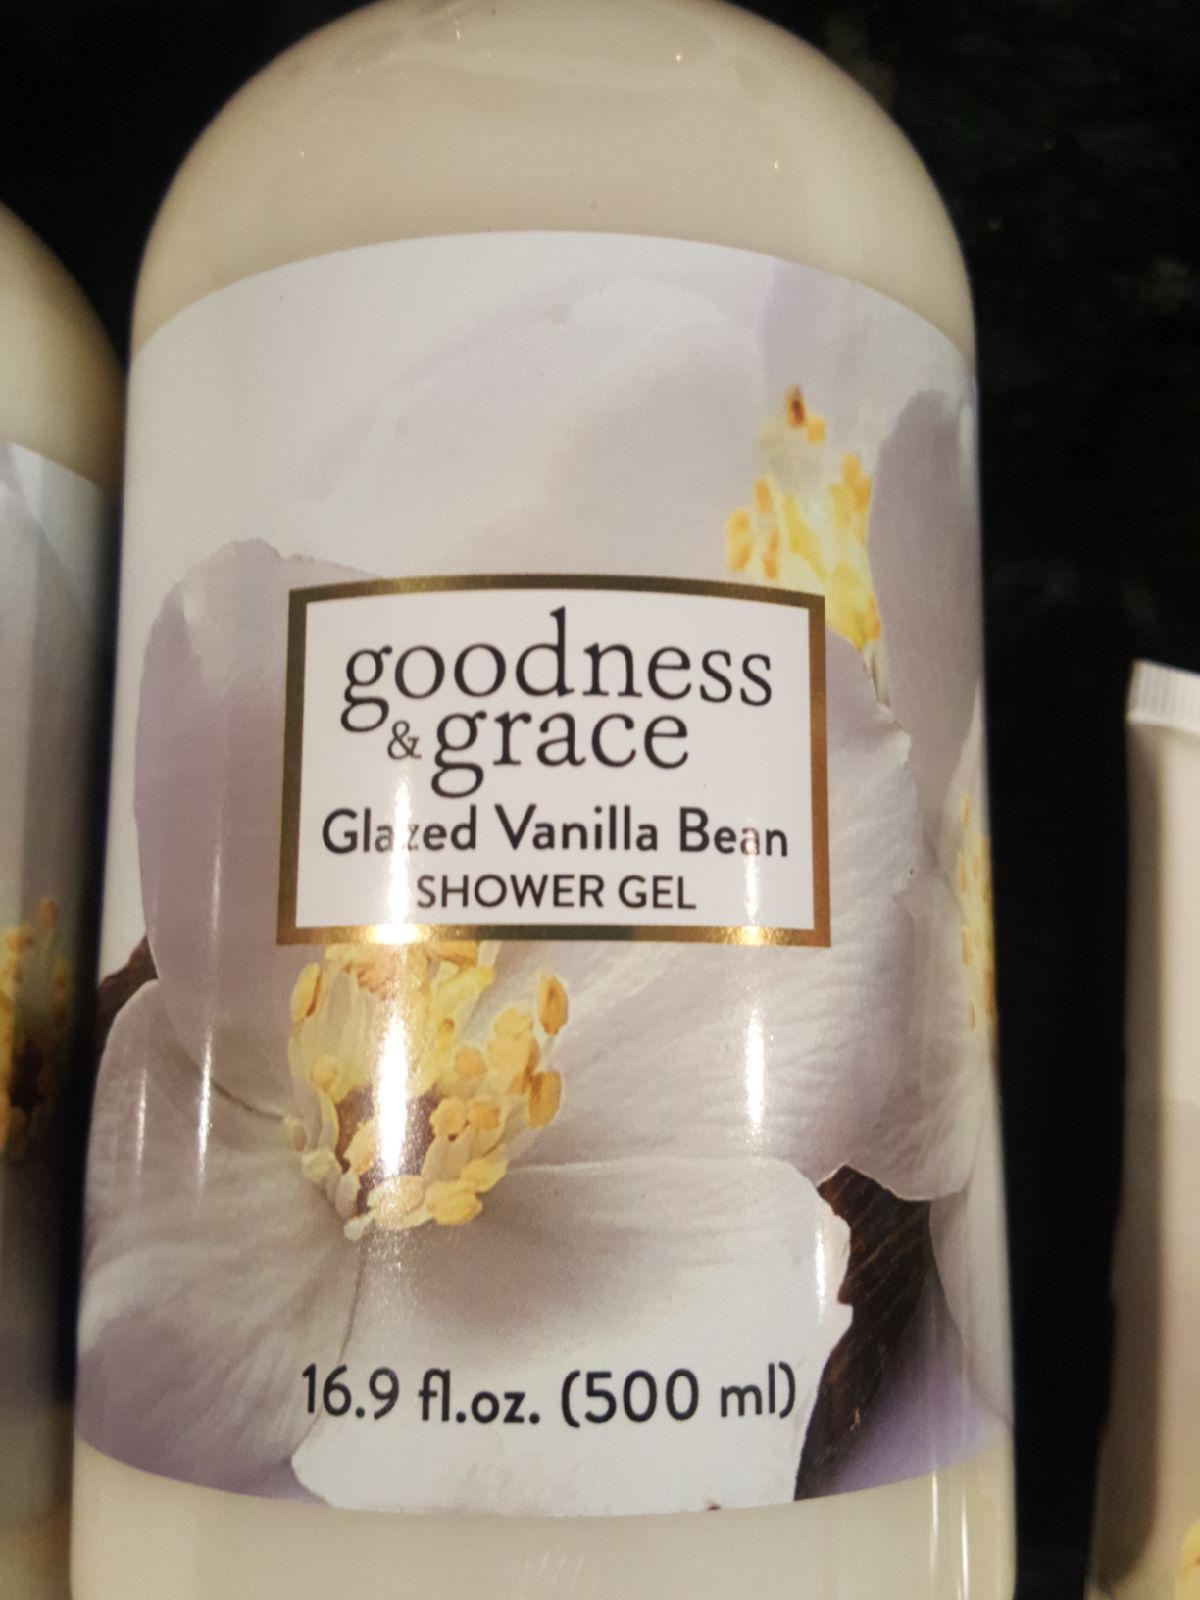 goodness
& grace
Glazed Vanilla Bean
SHOWER GEL
16.9 fl.oz. (500 ml)